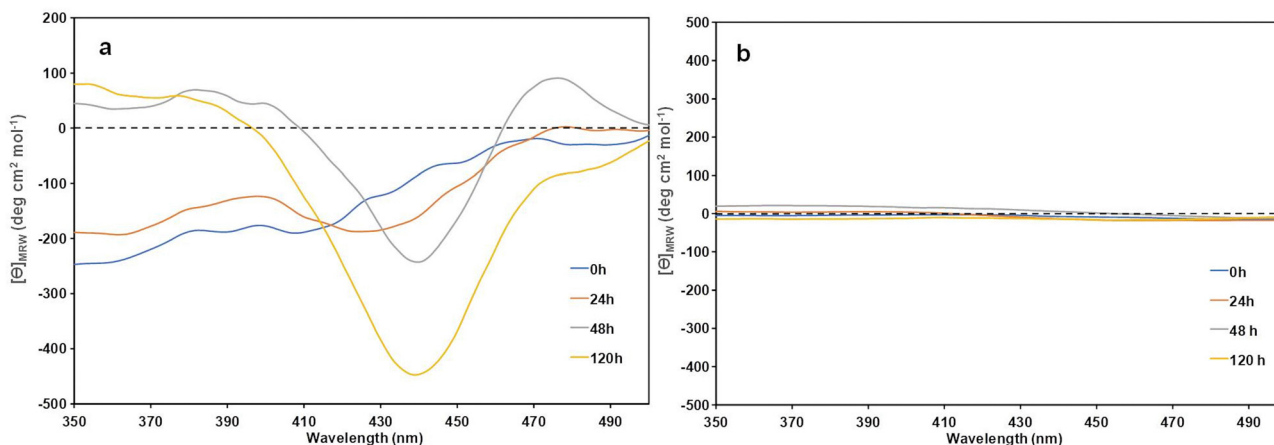 a
200
100
0
-100
-200
-300
-400
-500
[Θ]MRW (deg cm² mol⁻¹)
350 370 390 410 430 450 470 490
Wavelength (nm)
0h
24h
48h
120h
b
500
400
300
200
100
0
-100
-200
-300
-400
-500
[Θ]MRW (deg cm² mol⁻¹)
350 370 390 410 430 450 470 490
Wavelength (nm)
0h
24h
48 h
120 h